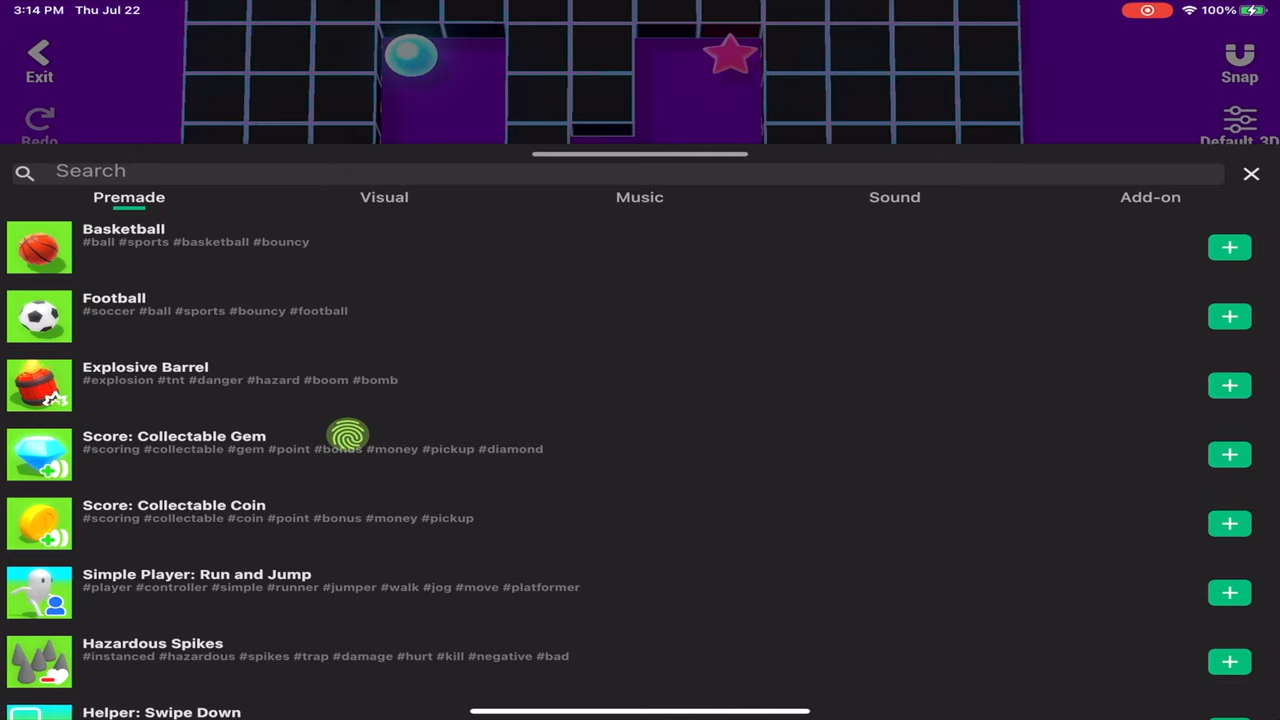 3:14 PM Thu Jul 22
100%
Exit
Snap
Redo
Default 3D
Search
Premade
Visual
Music
Sound
Add-on
Basketball
#ball #sports #basketball #bouncy
Football
#soccer #ball #sports #bouncy #football
Explosive Barrel
#explosion #tnt #danger #hazard #boom #bomb
Score: Collectable Gem
#scoring #collectable #gem #point #bonus #money #pickup #diamond
Score: Collectable Coin
#scoring #collectable #coin #point #bonus #money #pickup
Simple Player: Run and Jump
#player #controller #simple #runner #jumper #walk #jog #move #platformer
Hazardous Spikes
#instanced #hazardous #spikes #trap #damage #hurt #kill #negative #bad
Helper: Swipe Down